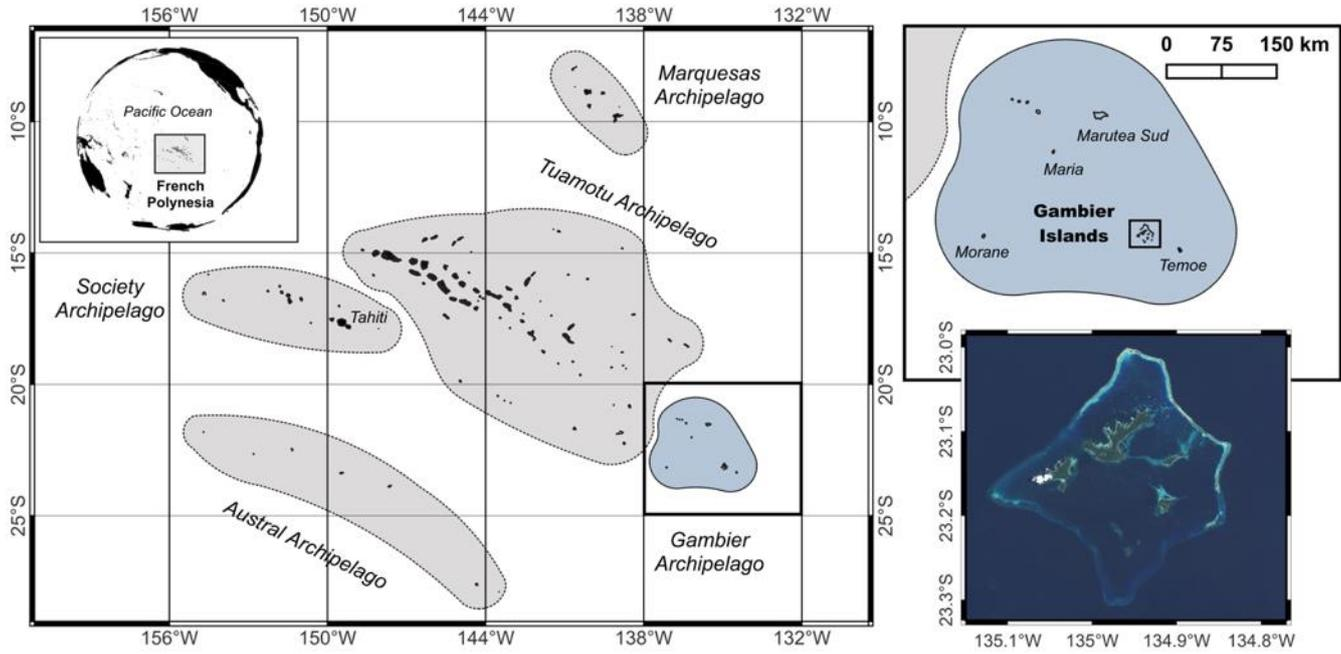 156°W
150°W
144°W
138°W
132°W
Pacific Ocean
French
Polynesia
Marquesas
Archipelago
Tuamotu Archipelago
Society
Archipelago
Tahiti
Austral Archipelago
Gambier
Archipelago
10°S
15°S
20°S
25°S
10°S
15°S
20°S
25°S
156°W
150°W
144°W
138°W
132°W
0 75 150 km
Marutea Sud
Maria
Gambier
Islands
Morane
Temoe
23.0°S
23.1°S
23.2°S
23.3°S
135.1°W
135°W
134.9°W
134.8°W